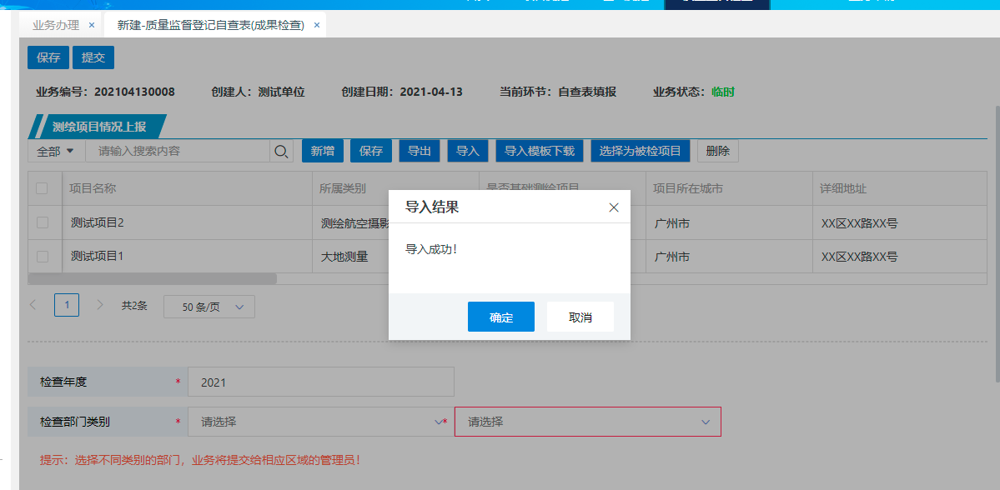 业务办理 ×
新建-质量监督登记自查表(成果检查) ×
保存 提交
业务编号：202104130008 创建人：测试单位 创建日期：2021-04-13 当前环节：自查表填报 业务状态：临时
测绘项目情况上报
全部 请输入搜索内容 新增 保存 导出 导入 导入模板下载 选择为被检项目 删除
项目名称 所属类别 是否基础测绘项目 项目所在城市 详细地址
测试项目2 测绘航空摄影 广州市 XX区XX路XX号
测试项目1 大地测量 广州市 XX区XX路XX号
导入结果
导入成功！
确定 取消
1 共2条 50 条/页
检查年度 * 2021
检查部门类别 * 请选择 * 请选择
提示：选择不同类别的部门，业务将提交给相应区域的管理员！